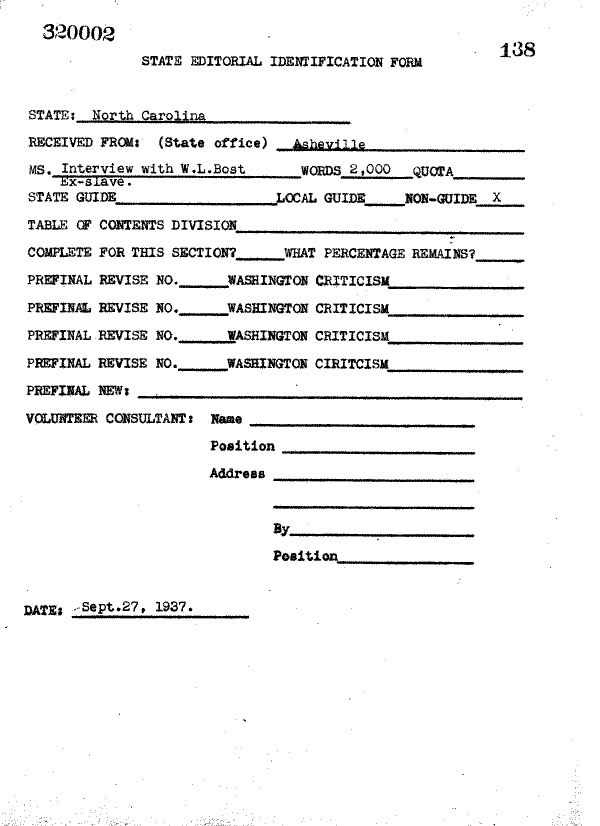 320002
138
STATE EDITORIAL IDENTIFICATION FORM
STATE: North Carolina
RECEIVED FROM: (State office) Asheville
MS. Interview with W.L.Bost WORDS 2,000 QUOTA
Ex-slave.
STATE GUIDE LOCAL GUIDE NON-GUIDE X
TABLE OF CONTENTS DIVISION
COMPLETE FOR THIS SECTION? WHAT PERCENTAGE REMAINS?
PREFINAL REVISE NO. WASHINGTON CRITICISM
PREFINAL REVISE NO. WASHINGTON CRITICISM
PREFINAL REVISE NO. WASHINGTON CRITICISM
PREFINAL REVISE NO. WASHINGTON CIRITCISM
PREFINAL NEW:
VOLUNTEER CONSULTANT: Name
Position
Address
By
Position
DATE: Sept.27, 1937.